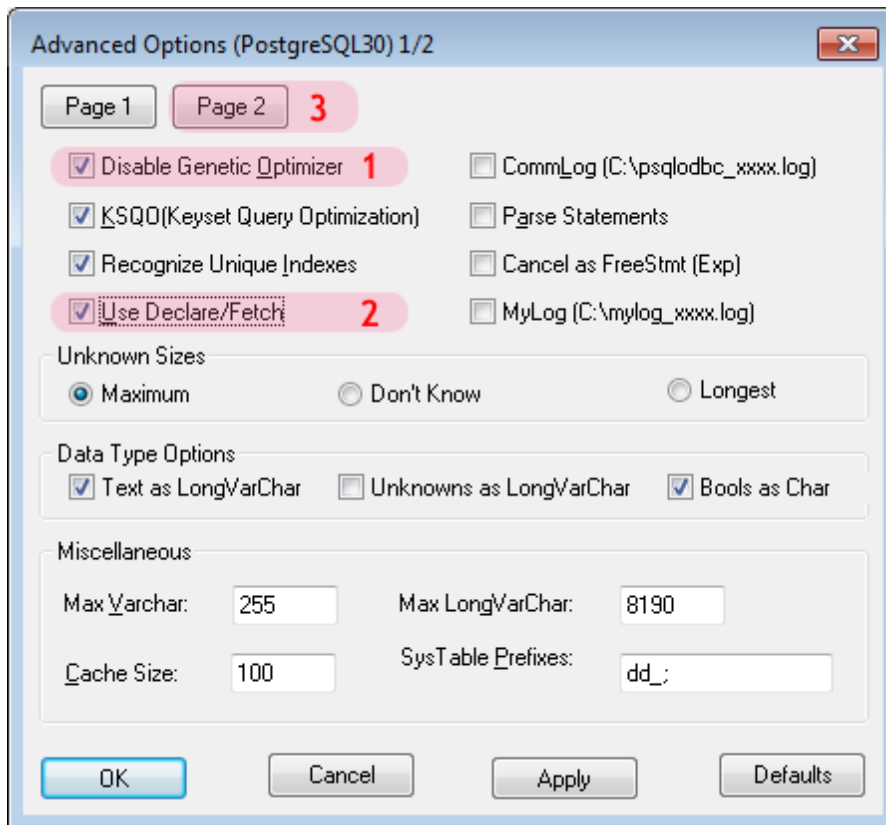 Advanced Options (PostgreSQL30) 1/2
Page 1 Page 2 3
Disable Genetic Optimizer 1 CommLog (C:\psqlodbc_xxxx.log)
KSQO(Keyset Query Optimization) Parse Statements
Recognize Unique Indexes Cancel as FreeStmt (Exp)
Use Declare/Fetch 2 MyLog (C:\mylog_xxxx.log)
Unknown Sizes
Maximum Don't Know Longest
Data Type Options
Text as LongVarChar Unknowns as LongVarChar Bools as Char
Miscellaneous
Max Varchar: 255 Max LongVarChar: 8190
Cache Size: 100 SysTable Prefixes: dd_;
OK Cancel Apply Defaults